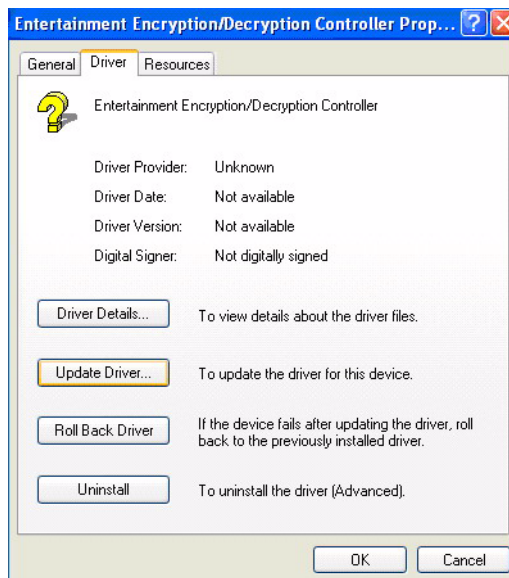 Entertainment Encryption/Decryption Controller Prop... ?
General Driver Resources
Entertainment Encryption/Decryption Controller
Driver Provider: Unknown
Driver Date: Not available
Driver Version: Not available
Digital Signer: Not digitally signed
Driver Details... To view details about the driver files.
Update Driver... To update the driver for this device.
Roll Back Driver If the device fails after updating the driver, roll
back to the previously installed driver.
Uninstall To uninstall the driver (Advanced).
OK Cancel